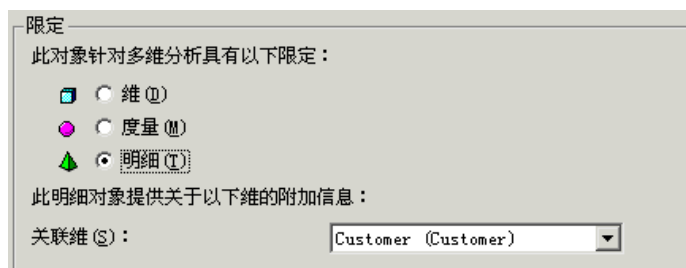 限定
此对象针对多维分析具有以下限定：
维(D)
度量(M)
明细(T)
此明细对象提供关于以下维的附加信息：
关联维(S)： Customer (Customer)